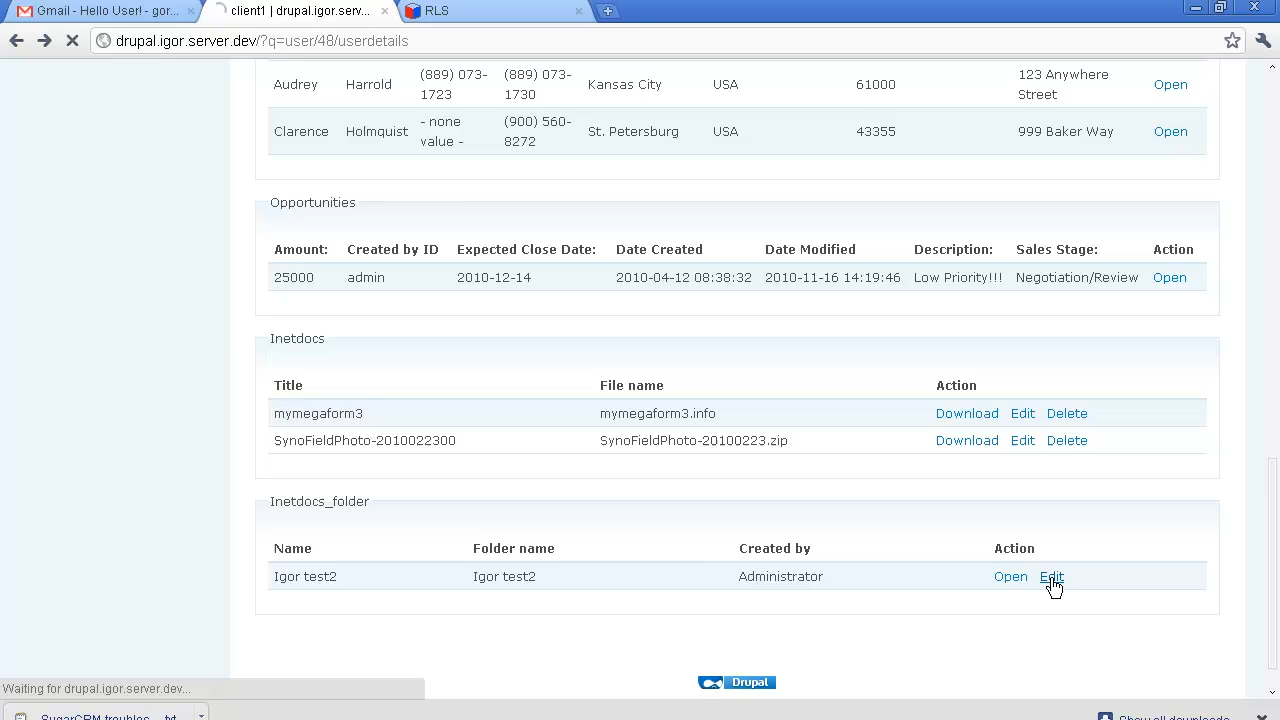 Gmail - Hello User! - gor...
client1 | drupal.igor.serv...
RLS
drupal.igor.server.dev/?q=user/48/userdetails
Audrey Harrold (889) 073-1723 (889) 073-1730 Kansas City USA 61000 123 Anywhere Street Open
Clarence Holmquist - none value - (900) 560-8272 St. Petersburg USA 43355 999 Baker Way Open
Opportunities
Amount: Created by ID Expected Close Date: Date Created Date Modified Description: Sales Stage: Action
25000 admin 2010-12-14 2010-04-12 08:38:32 2010-11-16 14:19:46 Low Priority!!! Negotiation/Review Open
Inetdocs
Title File name Action
mymegaform3 mymegaform3.info Download Edit Delete
SynoFieldPhoto-2010022300 SynoFieldPhoto-20100223.zip Download Edit Delete
Inetdocs_folder
Name Folder name Created by Action
Igor test2 Igor test2 Administrator Open Edit
Drupal
Waiting for drupal.igor.server.dev...
SugarCRM troubles....txt
Show all downloads...